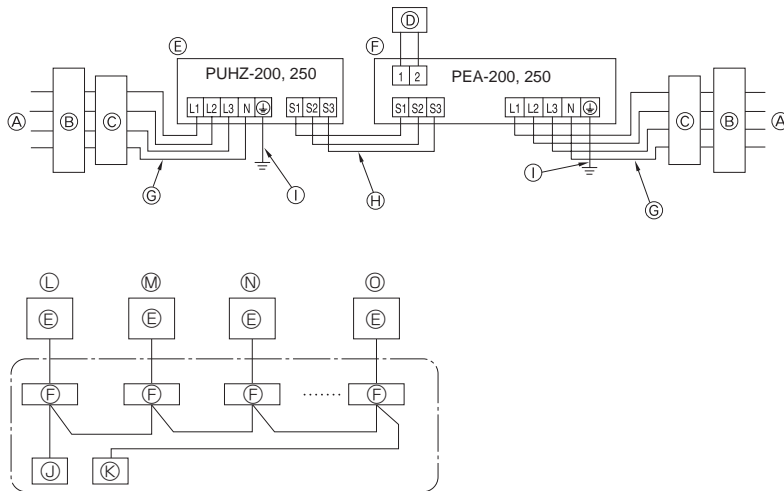 Ⓓ
Ⓔ Ⓕ
PUHZ-200, 250 1 2 PEA-200, 250
L1 L2 L3 N ⏚ S1 S2 S3 S1 S2 S3 L1 L2 L3 N ⏚
Ⓐ Ⓑ Ⓒ Ⓒ Ⓑ Ⓐ
Ⓖ Ⓘ Ⓗ Ⓘ Ⓖ
Ⓛ Ⓜ Ⓝ Ⓞ
Ⓔ Ⓔ Ⓔ Ⓔ
Ⓕ Ⓕ Ⓕ ....... Ⓕ
Ⓙ Ⓚ